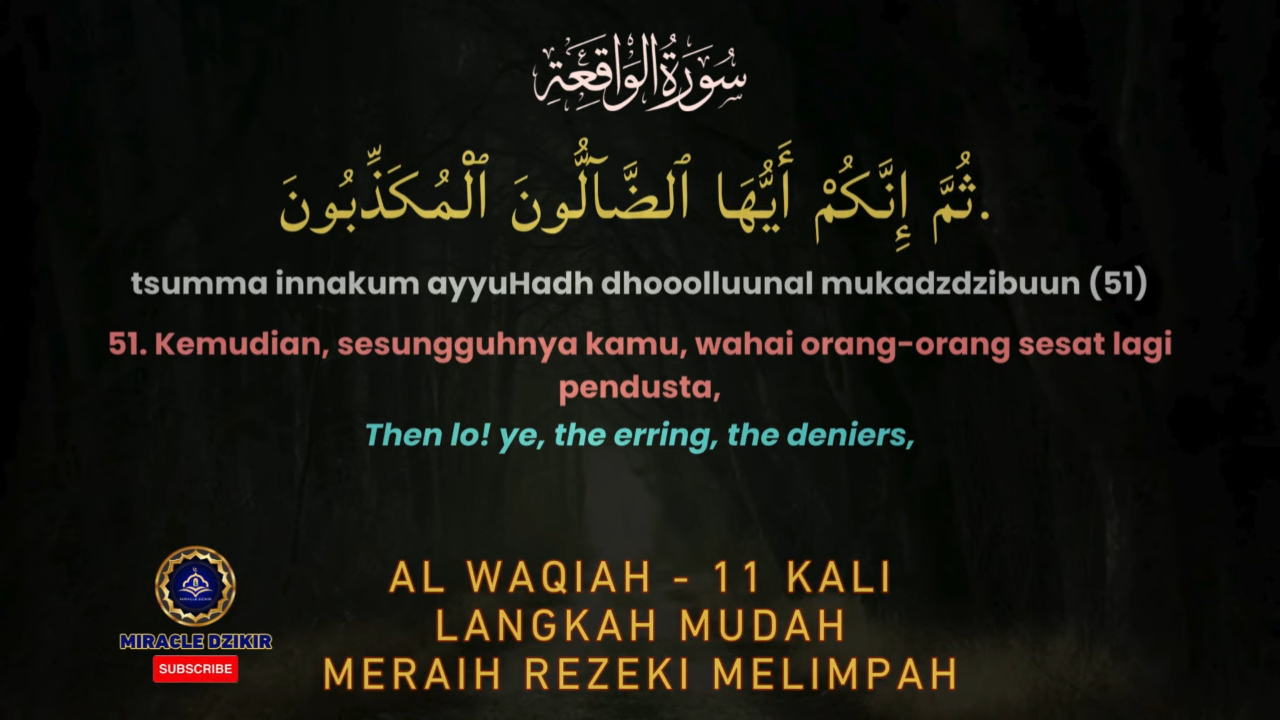 سُورَةُ الوَاقِعَةِ
ثُمَّ إِنَّكُمْ أَيُّهَا ٱلضَّآلُّونَ ٱلْمُكَذِّبُونَ.
tsumma innakum ayyuHadh dhooolluunal mukadzdzibuun (51)
51. Kemudian, sesungguhnya kamu, wahai orang-orang sesat lagi
pendusta,
Then lo! ye, the erring, the deniers,
AL WAQIAH - 11 KALI
LANGKAH MUDAH
MERAIH REZEKI MELIMPAH
MIRACLE DZIKIR
MIRACLE DZIKIR
SUBSCRIBE